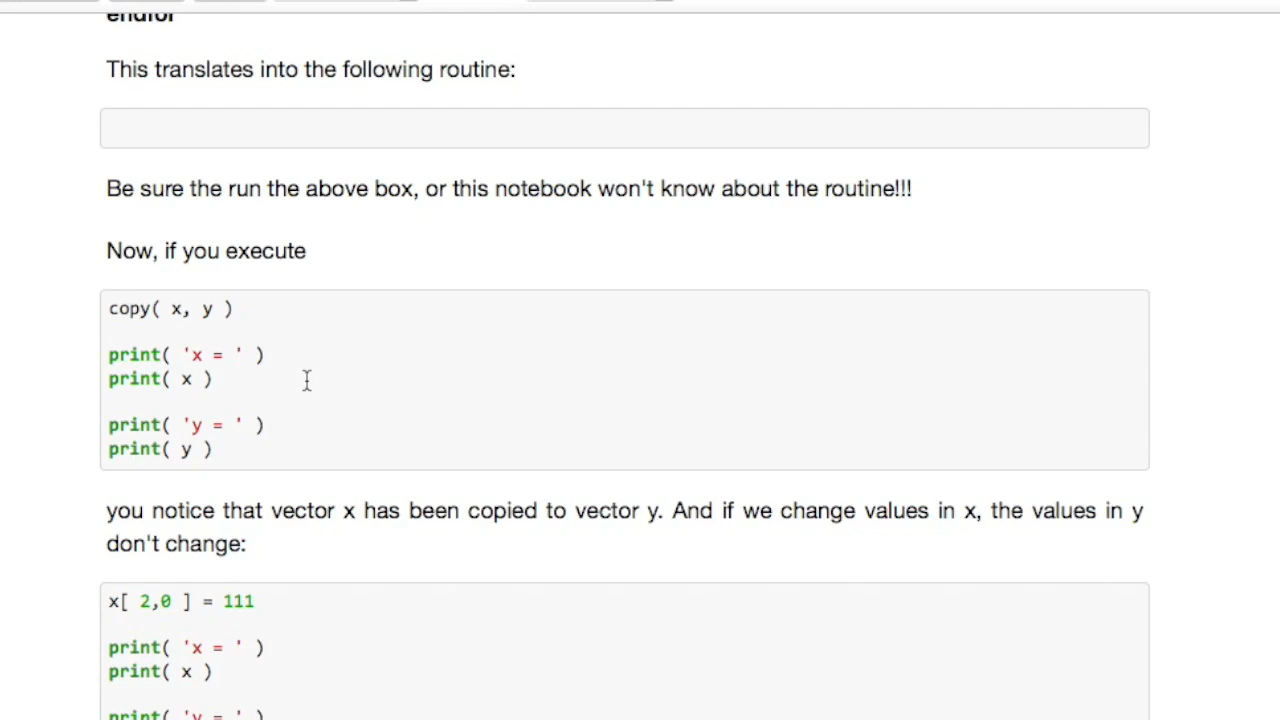 endfor
This translates into the following routine:
Be sure the run the above box, or this notebook won't know about the routine!!!
Now, if you execute
copy( x, y )
print( 'x = ' )
print( x )
print( 'y = ' )
print( y )
you notice that vector x has been copied to vector y. And if we change values in x, the values in y
don't change:
x[ 2,0 ] = 111
print( 'x = ' )
print( x )
print( 'y = ' )